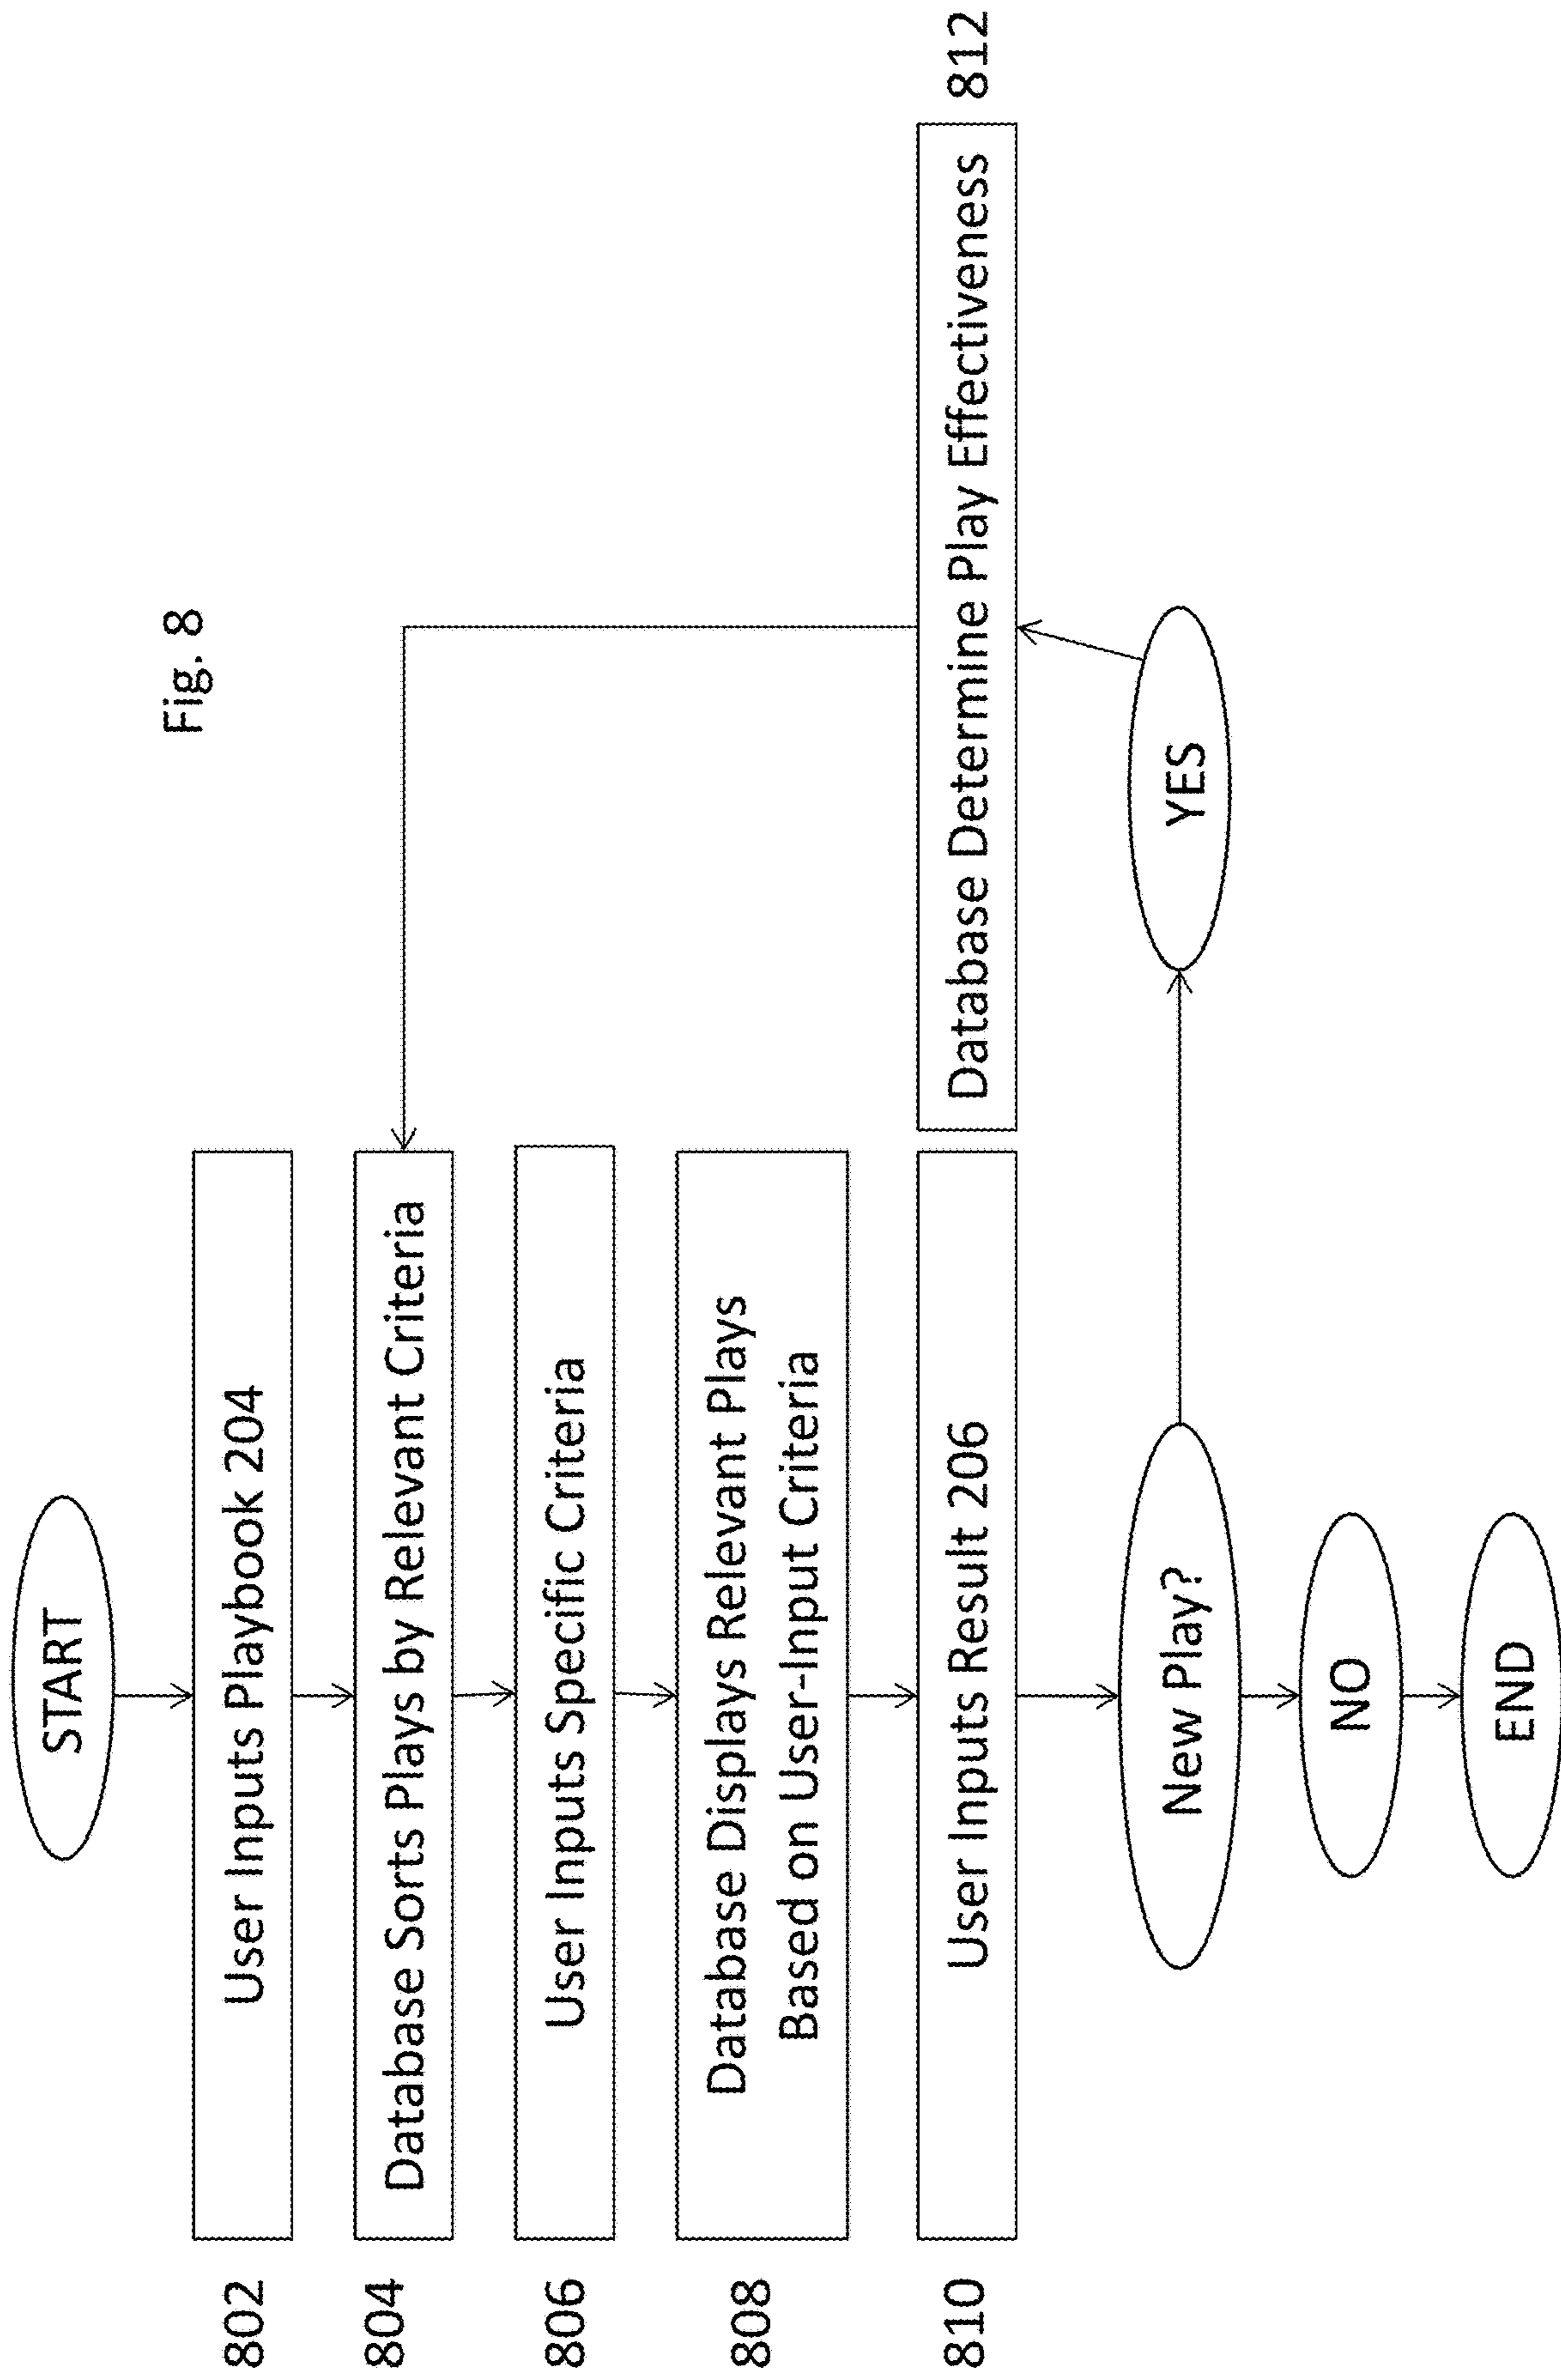 Fig. 8
START
802
User Inputs Playbook 204
804
Database Sorts Plays by Relevant Criteria
806
User Inputs Specific Criteria
808
Database Displays Relevant Plays
Based on User-Input Criteria
810
User Inputs Result 206
Database Determine Play Effectiveness
812
New Play?
YES
NO
END